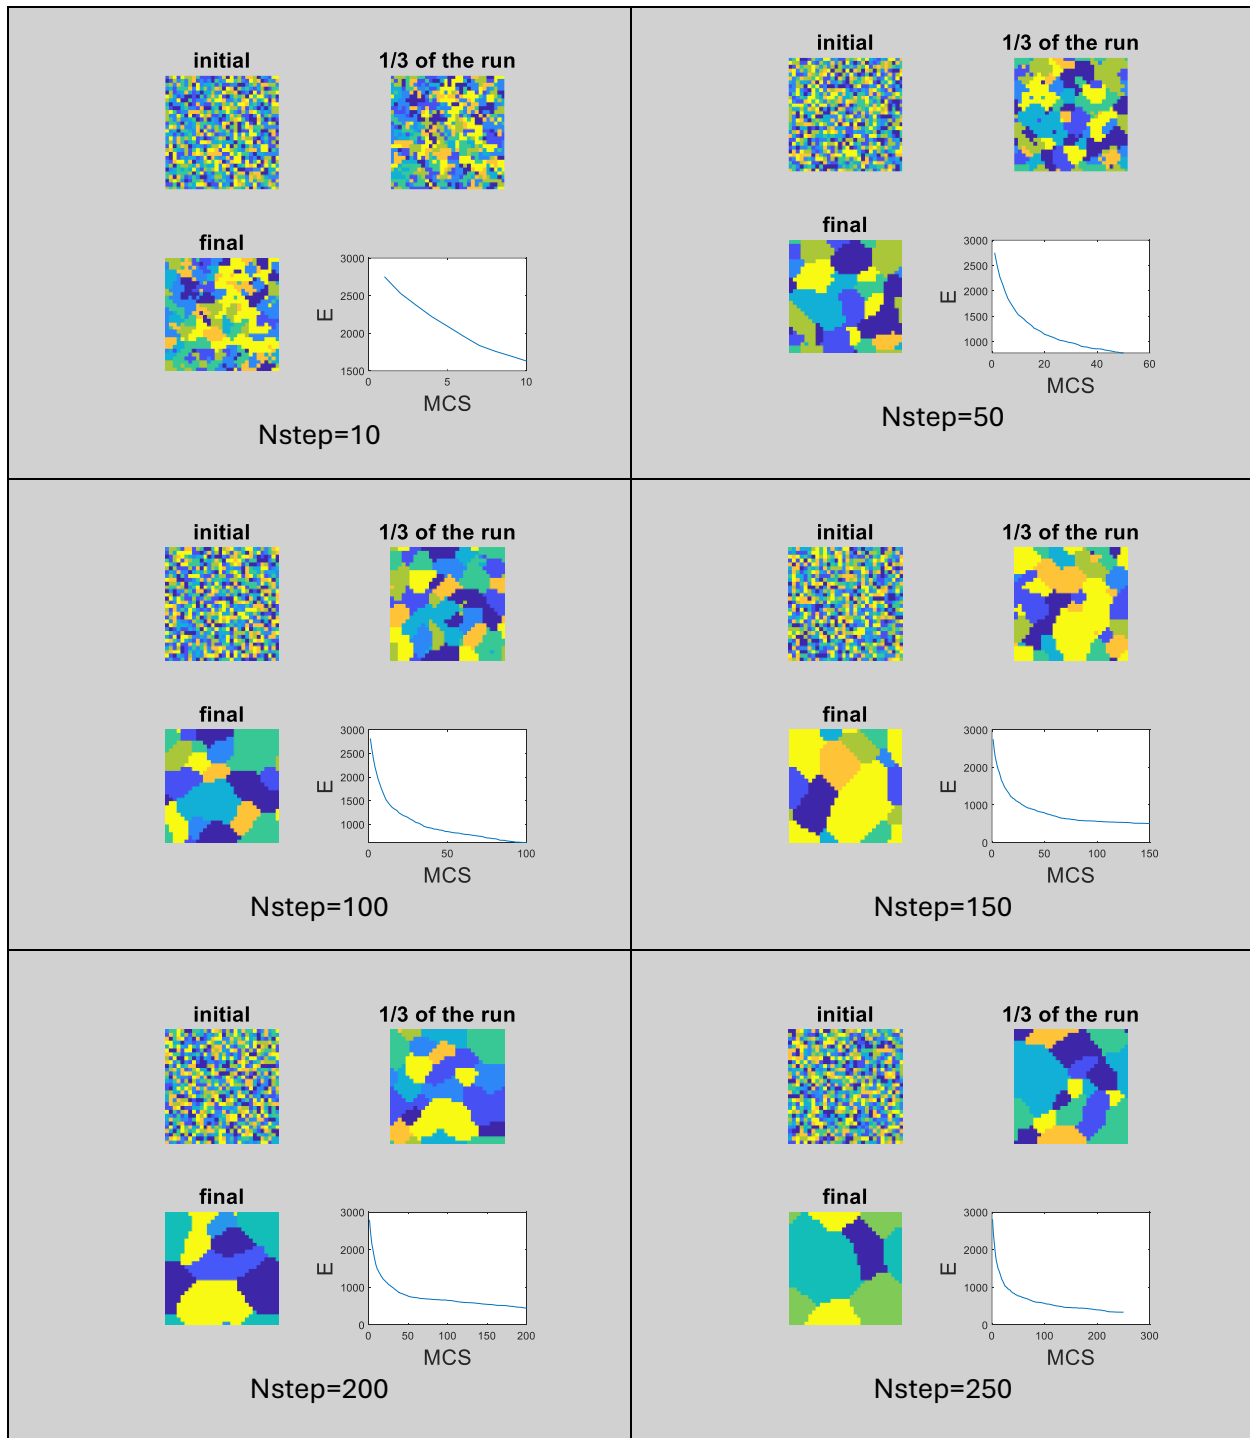 initial
1/3 of the run
final
3000
2500
2000
1500
E
0
5
10
MCS
Nstep=10
initial
1/3 of the run
final
3000
2500
2000
1500
1000
E
0
20
40
60
MCS
Nstep=50
initial
1/3 of the run
final
3000
2500
2000
1500
1000
E
0
50
100
MCS
Nstep=100
initial
1/3 of the run
final
3000
2000
1000
0
E
0
50
100
150
MCS
Nstep=150
initial
1/3 of the run
final
3000
2000
1000
0
E
0
50
100
150
200
MCS
Nstep=200
initial
1/3 of the run
final
3000
2000
1000
0
E
0
100
200
300
MCS
Nstep=250